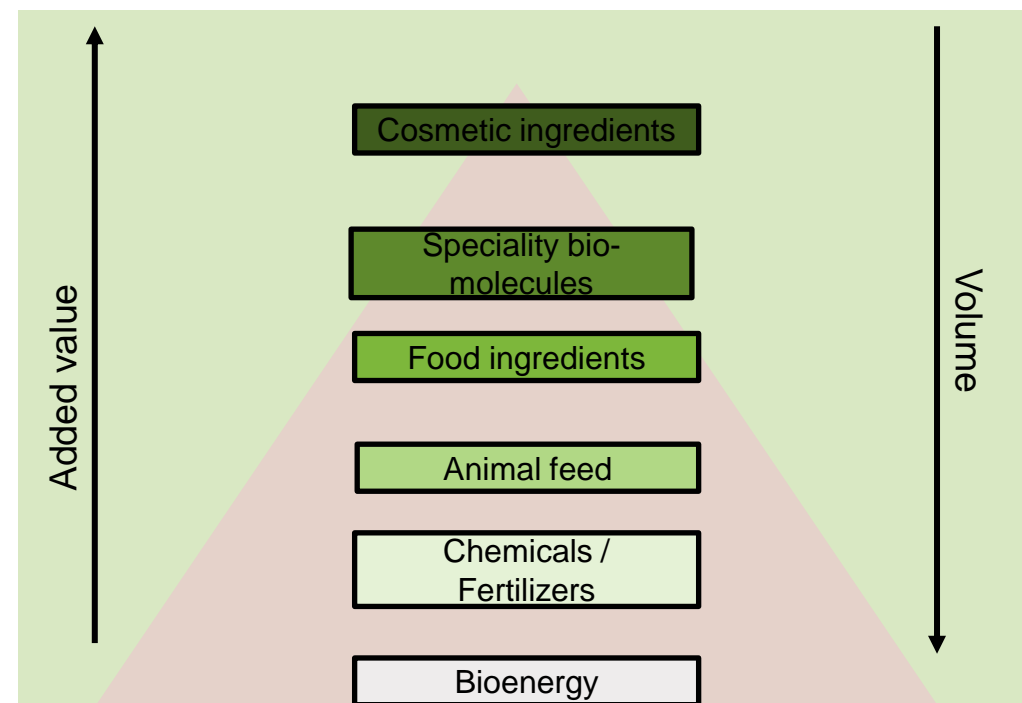 Cosmetic ingredients
Speciality bio-
molecules
Food ingredients
Animal feed
Chemicals /
Fertilizers
Bioenergy
Added value
Volume